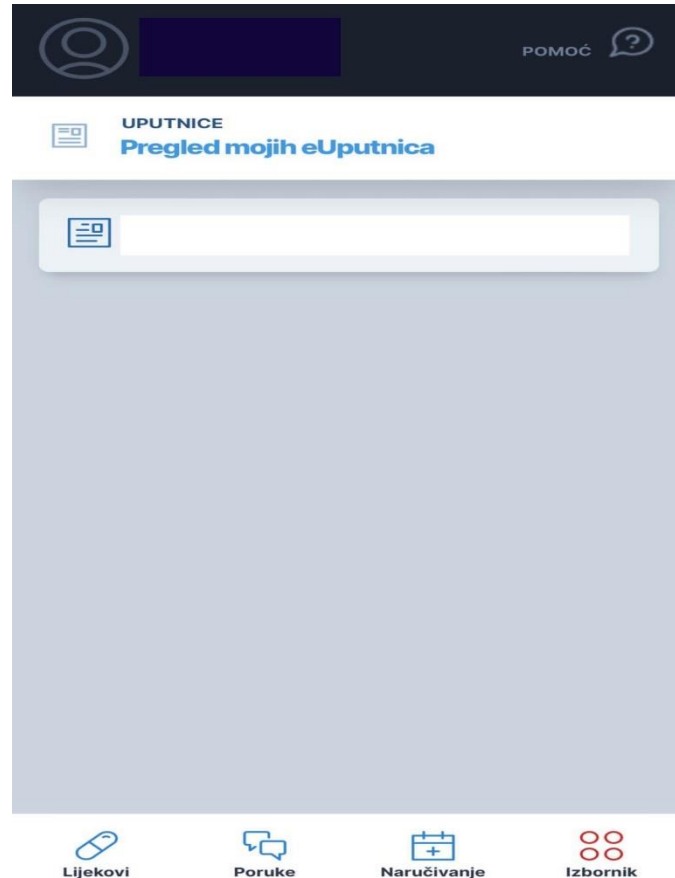 POMOĆ
UPUTNICE
Pregled mojih eUputnica
Lijekovi
Poruke
Naručivanje
Izbornik